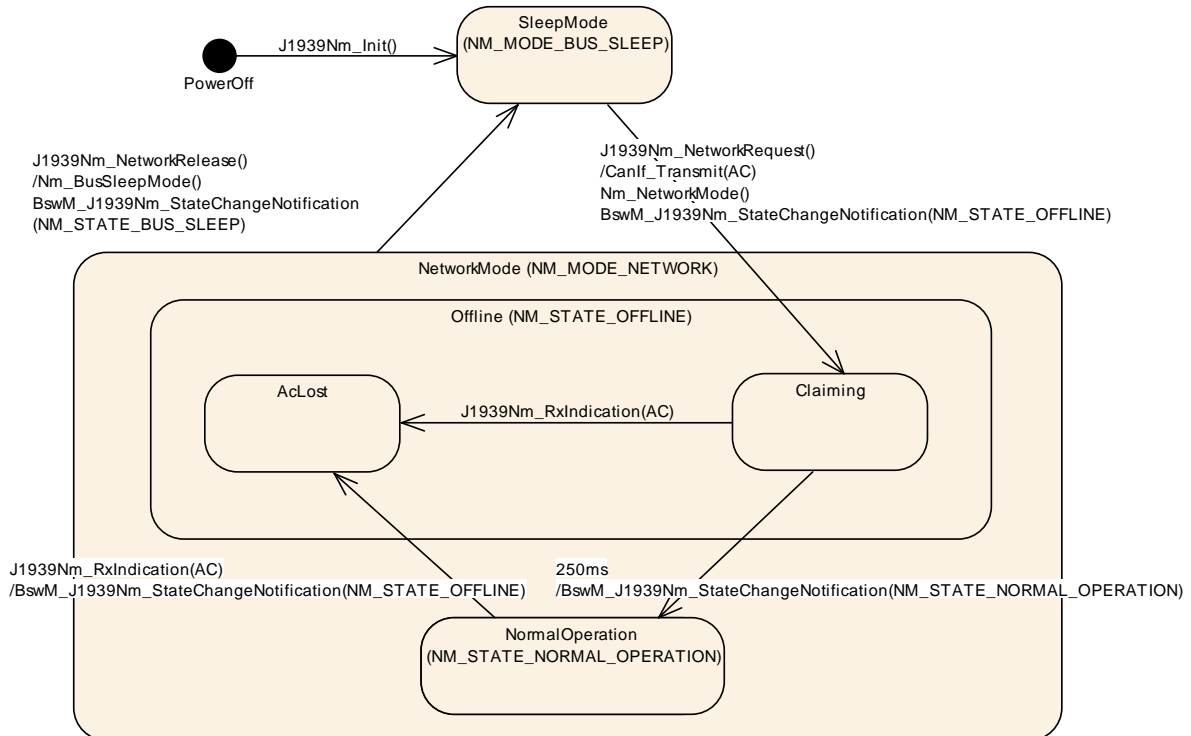 SleepMode
(NM_MODE_BUS_SLEEP)
J1939Nm_Init()
PowerOff
J1939Nm_NetworkRelease()
/Nm_BusSleepMode()
BswM_J1939Nm_StateChangeNotification
(NM_STATE_BUS_SLEEP)
J1939Nm_NetworkRequest()
/CanIf_Transmit(AC)
Nm_NetworkMode()
BswM_J1939Nm_StateChangeNotification(NM_STATE_OFFLINE)
NetworkMode (NM_MODE_NETWORK)
Offline (NM_STATE_OFFLINE)
AcLost
Claiming
J1939Nm_RxIndication(AC)
J1939Nm_RxIndication(AC)
/BswM_J1939Nm_StateChangeNotification(NM_STATE_OFFLINE)
250ms
/BswM_J1939Nm_StateChangeNotification(NM_STATE_NORMAL_OPERATION)
NormalOperation
(NM_STATE_NORMAL_OPERATION)